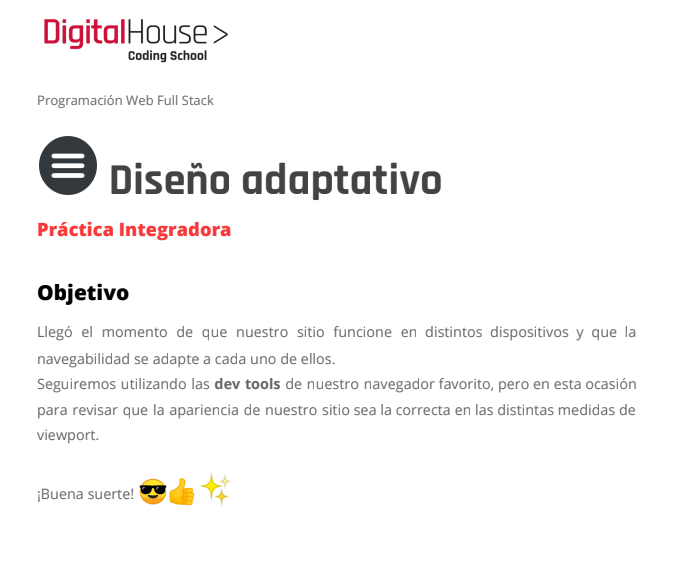 DigitalHouse>
Coding School
Programación Web Full Stack
Diseño adaptativo
Práctica Integradora
Objetivo
Llegó el momento de que nuestro sitio funcione en distintos dispositivos y que la
navegabilidad se adapte a cada uno de ellos.
Seguiremos utilizando las dev tools de nuestro navegador favorito, pero en esta ocasión
para revisar que la apariencia de nuestro sitio sea la correcta en las distintas medidas de
viewport.
¡Buena suerte! 😎👍✨